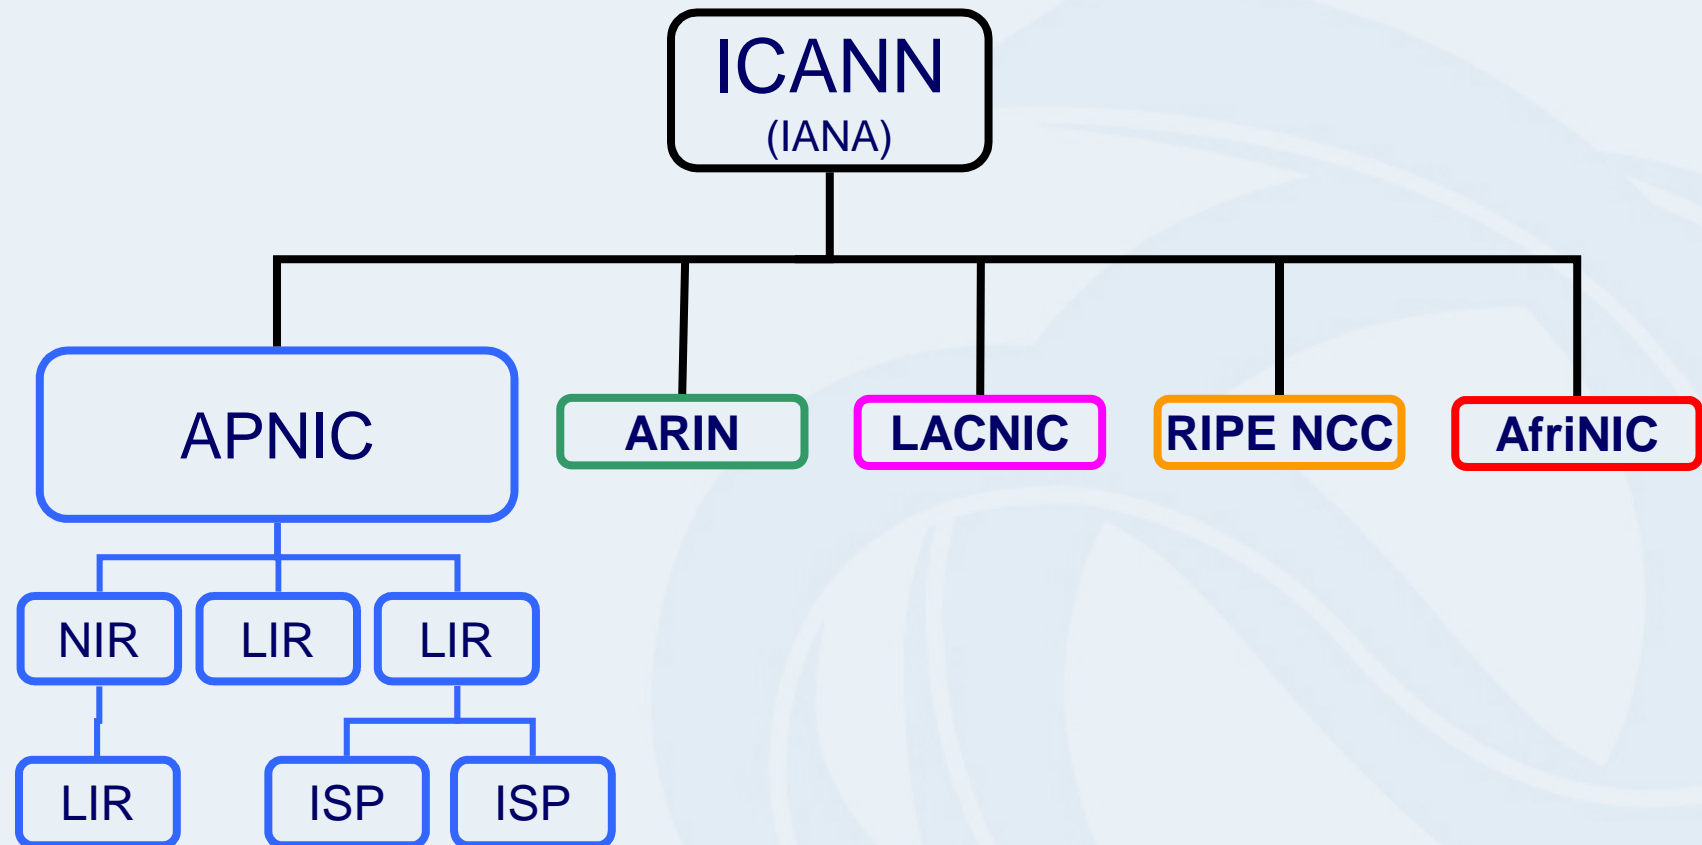 ICANN
(IANA)
APNIC
ARIN
LACNIC
RIPE NCC
AfriNIC
NIR
LIR
LIR
LIR
ISP
ISP